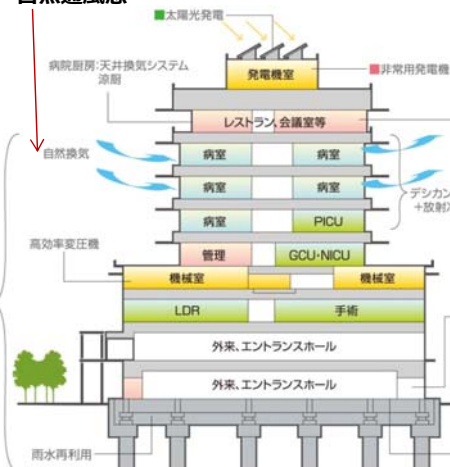 ■太陽光発電
発電機室
■非常用発電機
病院厨房:天井換気システム
涼厨
レストラン、会議室等
自然換気
病室
病室
病室
病室
デシカン
+放射
病室
PICU
管理
GCU・NICU
高効率変圧機
機械室
機械室
LDR
手術
外来、エントランスホール
外来、エントランスホール
雨水再利用